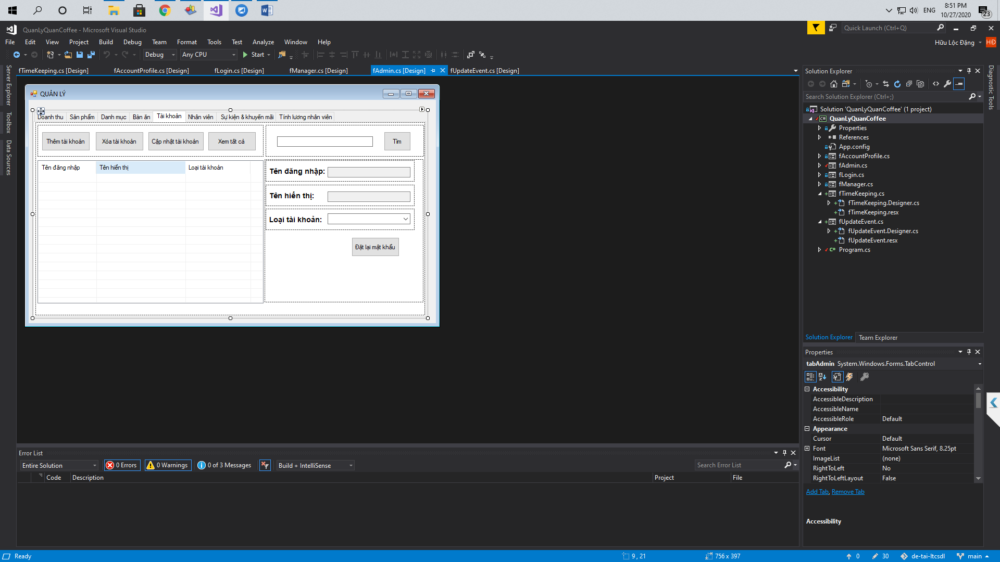 8:51 PM
ENG
10/27/2020
23
QuanLyQuanCoffee - Microsoft Visual Studio
Quick Launch (Ctrl+Q)
File Edit View Project Build Debug Team Format Tools Test Analyze Window Help
Hữu Lộc Đặng
HĐ
Debug Any CPU Start
fTimeKeeping.cs [Design] fAccountProfile.cs [Design] fLogin.cs [Design] fManager.cs [Design] fAdmin.cs [Design] fUpdateEvent.cs [Design]
Server Explorer
Toolbox
Data Sources
QUẢN LÝ
Doanh thu Sản phẩm Danh mục Bàn ăn Tài khoản Nhân viên Sự kiện & khuyến mãi Tính lương nhân viên
Thêm tài khoản Xóa tài khoản Cập nhật tài khoản Xem tất cả Tìm
Tên đăng nhập Tên hiển thị Loại tài khoản
Tên đăng nhập:
Tên hiển thị:
Loại tài khoản:
Đặt lại mật khẩu
Solution Explorer
Search Solution Explorer (Ctrl+;)
Solution 'QuanLyQuanCoffee' (1 project)
QuanLyQuanCoffee
Properties
References
App.config
fAccountProfile.cs
fAdmin.cs
fLogin.cs
fManager.cs
fTimeKeeping.cs
fTimeKeeping.Designer.cs
fTimeKeeping.resx
fUpdateEvent.cs
fUpdateEvent.Designer.cs
fUpdateEvent.resx
C# Program.cs
Diagnostic Tools
Solution Explorer Team Explorer
Properties
tabAdmin System.Windows.Forms.TabControl
Accessibility
AccessibleDescription
AccessibleName
AccessibleRole Default
Appearance
Cursor Default
Font Microsoft Sans Serif, 8.25pt
ImageList (none)
RightToLeft No
RightToLeftLayout False
Add Tab, Remove Tab
Accessibility
Error List
Entire Solution 0 Errors 0 Warnings 0 of 3 Messages Build + IntelliSense Search Error List
Code Description Project File
Ready 9 , 21 756 x 397 0 30 de-tai-ltcsdl main